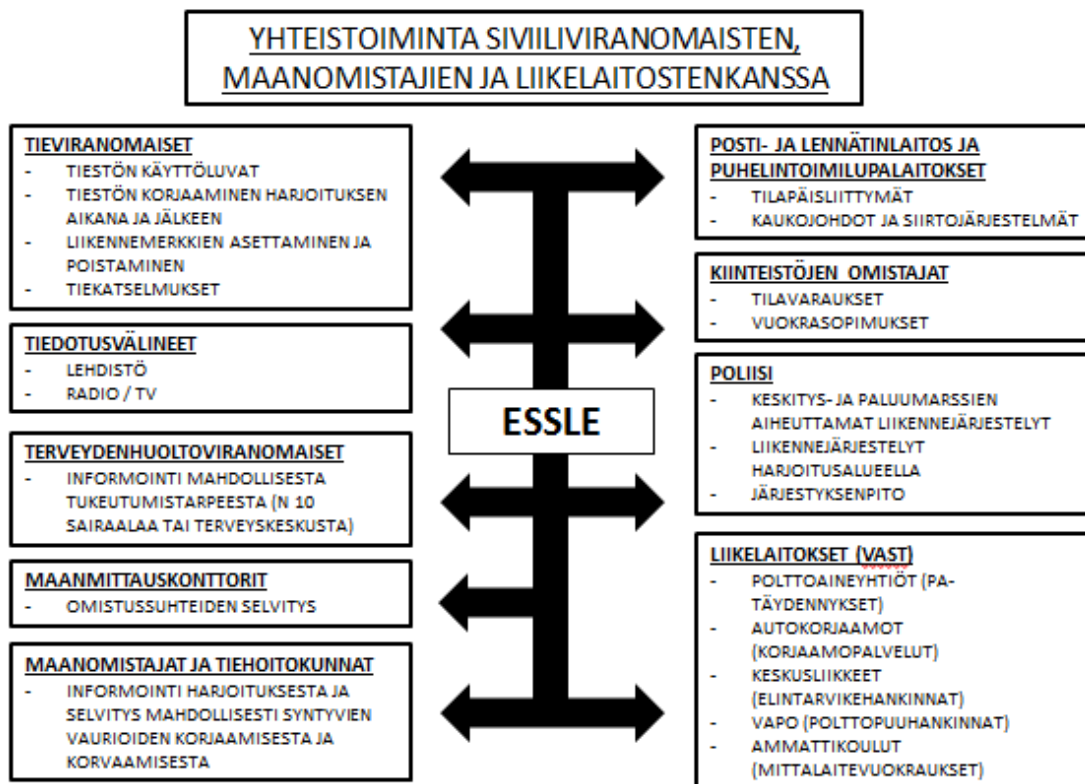 YHTEISTOIMINTA SIVIILIVIRANOMAISTEN,
MAANOMISTAJIEN JA LIIKELAITOSTENKANSSA
TIEVIRANOMAISET
- TIESTÖN KÄYTTÖLUVAT
- TIESTÖN KORJAAMINEN HARJOITUKSEN
AIKANA JA JÄLKEEN
- LIIKENNEMERKKIEN ASETTAMINEN JA
POISTAMINEN
- TIEKATSELMUKSET
TIEDOTUSVÄLINEET
- LEHDISTÖ
- RADIO / TV
TERVEYDENHUOLTOVIRANOMAISET
- INFORMOINTI MAHDOLLISESTA
TUKEUTUMISTARPEESTA (N 10
SAIRAALAA TAI TERVEYSKESKUSTA)
MAANMITTAUSKONTTORIT
- OMISTUSSUHTEIDEN SELVITYS
MAANOMISTAJAT JA TIEHOITOKUNNAT
- INFORMOINTI HARJOITUKSESTA JA
SELVITYS MAHDOLLISESTI SYNTYVIEN
VAURIOIDEN KORJAAMISESTA JA
KORVAAMISESTA
ESSLE
POSTI- JA LENNÄTINLAITOS JA
PUHELINTOIMILUPALAITOKSET
- TILAPÄISLIITTYMÄT
- KAUKOJOHDOT JA SIIRTOJÄRJESTELMÄT
KIINTEISTÖJEN OMISTAJAT
- TILAVARAUKSET
- VUOKRASOPIMUKSET
POLIISI
- KESKITYS- JA PALUUMARSSIEN
AIHEUTTAMAT LIIKENNEJÄRJESTELYT
- LIIKENNEJÄRJESTELYT
HARJOITUSALUEELLA
- JÄRJESTYKSENPITO
LIIKELAITOKSET (VAST)
- POLTTOAINEYHTIÖT (PA-
TÄYDENNYKSET)
- AUTOKORJAAMOT
(KORJAAMOPALVELUT)
- KESKUSLIIKKEET
(ELINTARVIKEHANKINNAT)
- VAPO (POLTTOPUUHANKINNAT)
- AMMATTIKOULUT
(MITTALAITEVUOKRAUKSET)